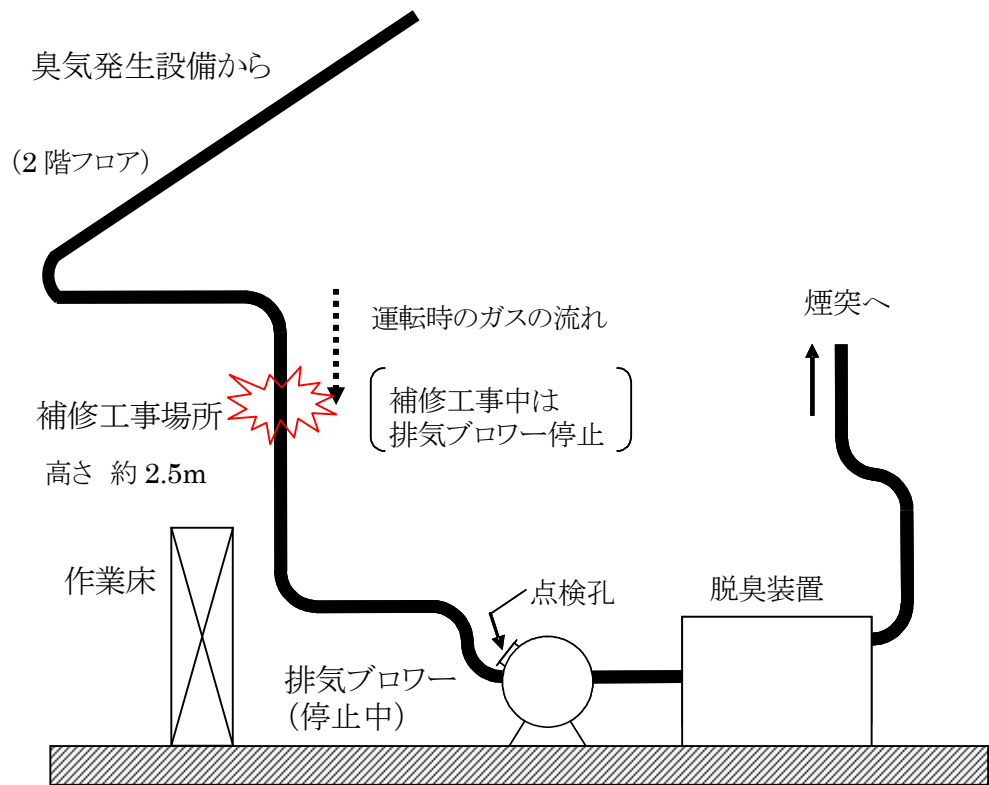 臭気発生設備から
(2 階フロア)
煙突へ
運転時のガスの流れ
補修工事中は
排気ブロワー停止
補修工事場所
高さ 約 2.5m
作業床
点検孔
脱臭装置
排気ブロワー
(停止中)